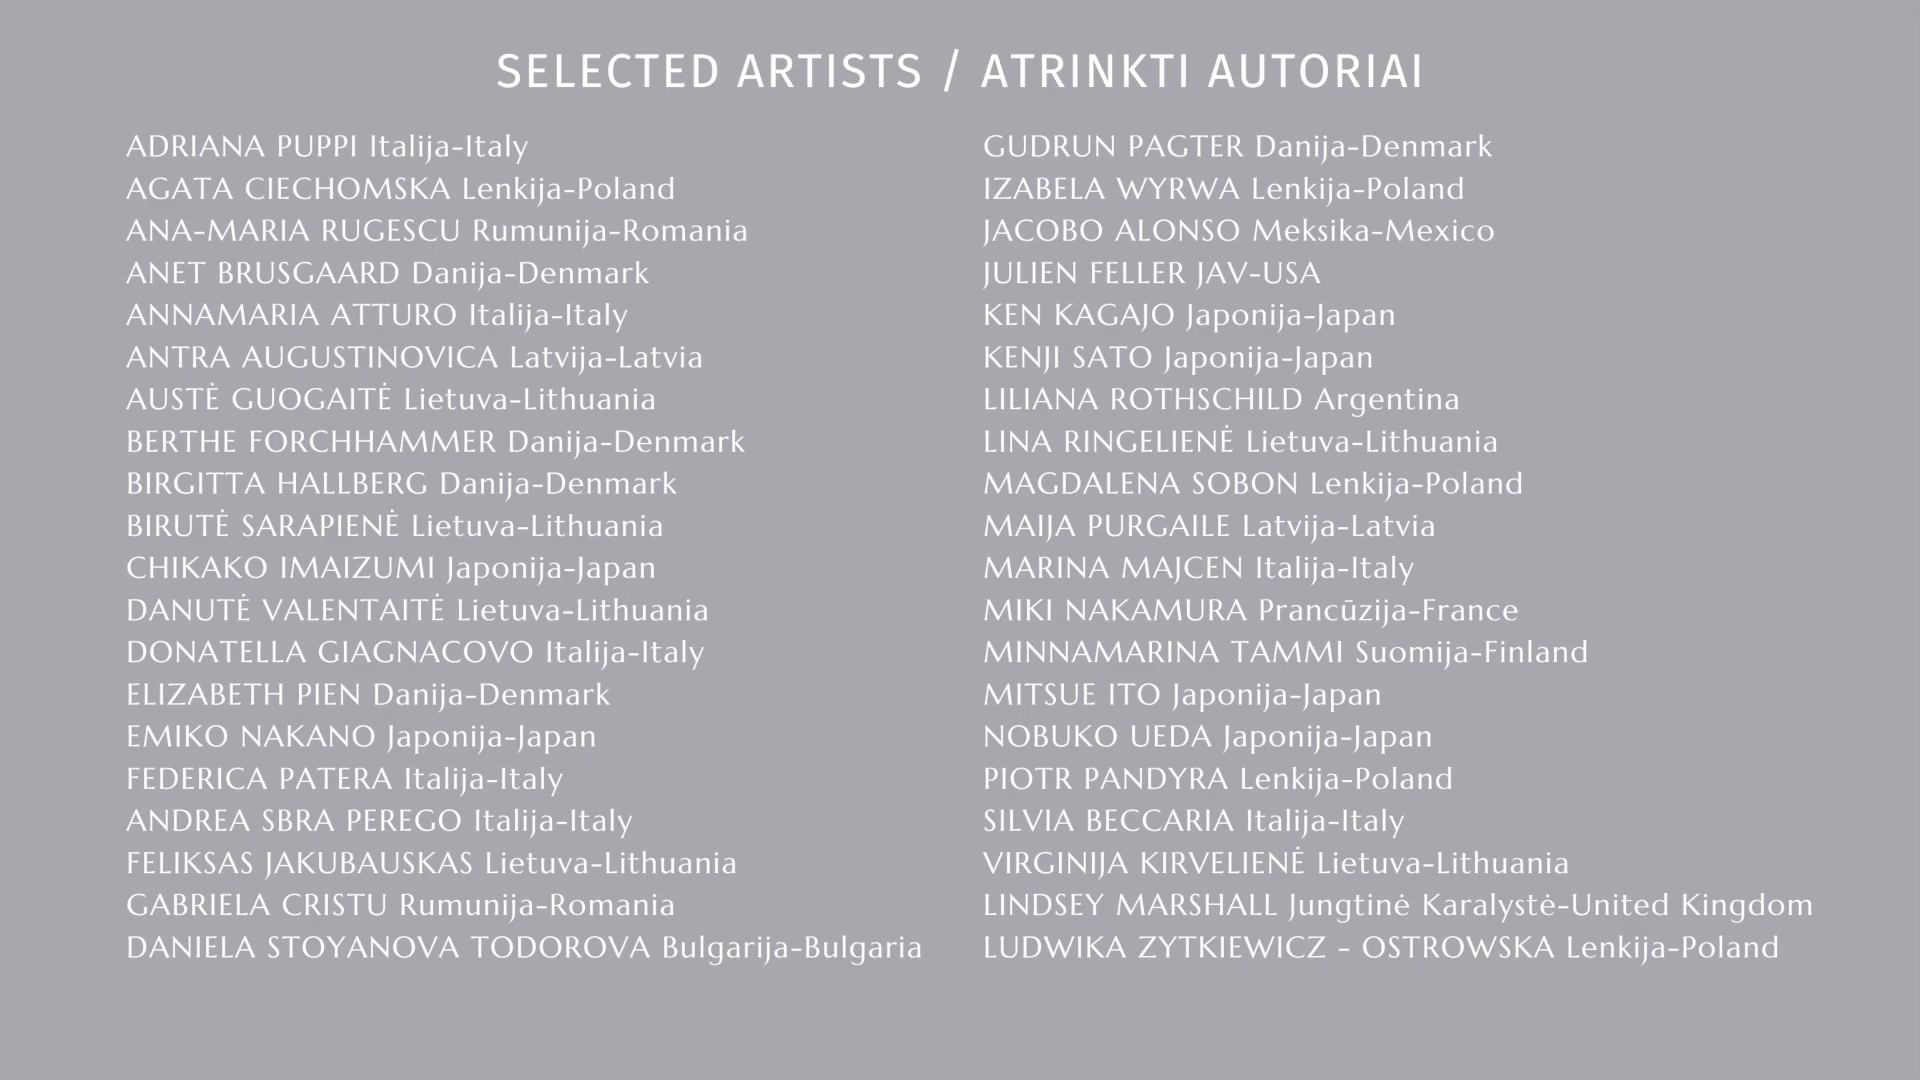 SELECTED ARTISTS / ATRINKTI AUTORIAI
ADRIANA PUPPI Italija-Italy
AGATA CIECHOMSKA Lenkija-Poland
ANA-MARIA RUGESCU Rumunija-Romania
ANET BRUSGAARD Danija-Denmark
ANNAMARIA ATTURO Italija-Italy
ANTRA AUGUSTINOVICA Latvija-Latvia
AUSTĖ GUOGAITĖ Lietuva-Lithuania
BERTHE FORCHHAMMER Danija-Denmark
BIRGITTA HALLBERG Danija-Denmark
BIRUTĖ SARAPIENĖ Lietuva-Lithuania
CHIKAKO IMAIZUMI Japonija-Japan
DANUTĖ VALENTAITĖ Lietuva-Lithuania
DONATELLA GIAGNACOVO Italija-Italy
ELIZABETH PIEN Danija-Denmark
EMIKO NAKANO Japonija-Japan
FEDERICA PATERA Italija-Italy
ANDREA SBRA PEREGO Italija-Italy
FELIKSAS JAKUBAUSKAS Lietuva-Lithuania
GABRIELA CRISTU Rumunija-Romania
DANIELA STOYANOVA TODOROVA Bulgarija-Bulgaria
GUDRUN PAGTER Danija-Denmark
IZABELA WYRWA Lenkija-Poland
JACOBO ALONSO Meksika-Mexico
JULIEN FELLER JAV-USA
KEN KAGAJO Japonija-Japan
KENJI SATO Japonija-Japan
LILIANA ROTHSCHILD Argentina
LINA RINGELIENĖ Lietuva-Lithuania
MAGDALENA SOBON Lenkija-Poland
MAIJA PURGAILE Latvija-Latvia
MARINA MAJCEN Italija-Italy
MIKI NAKAMURA Prancūzija-France
MINNAMARINA TAMMI Suomija-Finland
MITSUE ITO Japonija-Japan
NOBUKO UEDA Japonija-Japan
PIOTR PANDYRA Lenkija-Poland
SILVIA BECCARIA Italija-Italy
VIRGINIJA KIRVELIENĖ Lietuva-Lithuania
LINDSEY MARSHALL Jungtinė Karalystė-United Kingdom
LUDWIKA ZYTKIEWICZ - OSTROWSKA Lenkija-Poland